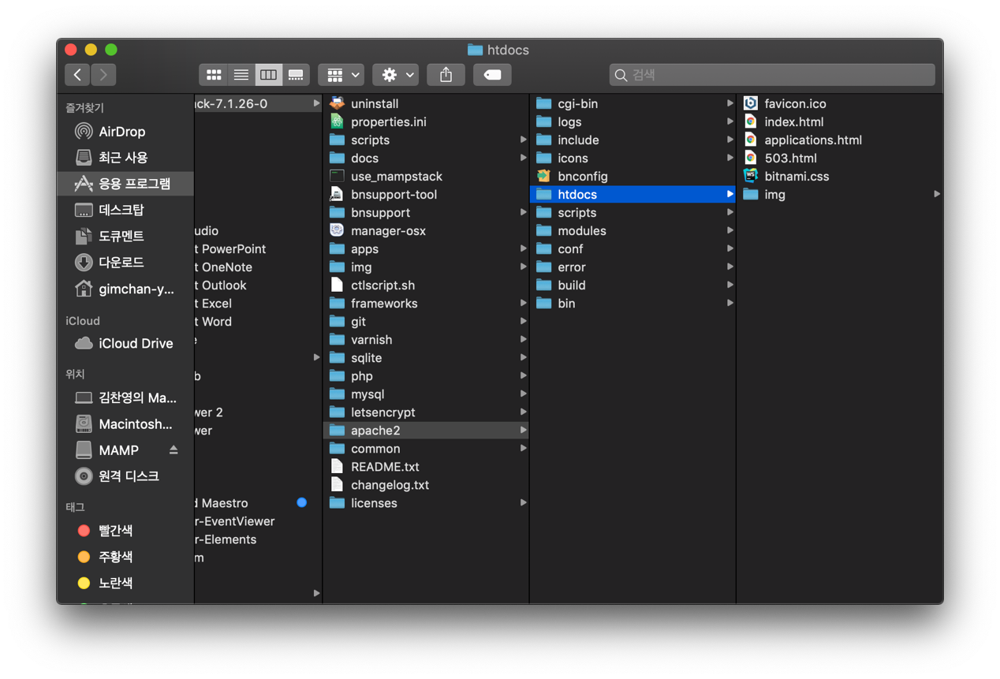 htdocs
검색
즐겨찾기
AirDrop
최근 사용
응용 프로그램
데스크탑
도큐멘트
다운로드
gimchan-y...
iCloud
iCloud Drive
위치
김찬영의 Ma...
Macintosh...
MAMP
원격 디스크
태그
빨간색
주황색
노란색
ck-7.1.26-0
udio
t PowerPoint
t OneNote
t Outlook
t Excel
t Word
b
wer 2
wer
d Maestro
r-EventViewer
r-Elements
m
uninstall
properties.ini
scripts
docs
use_mampstack
bnsupport-tool
bnsupport
manager-osx
apps
img
ctlscript.sh
frameworks
git
varnish
sqlite
php
mysql
letsencrypt
apache2
common
README.txt
changelog.txt
licenses
cgi-bin
logs
include
icons
bnconfig
htdocs
scripts
modules
conf
error
build
bin
favicon.ico
index.html
applications.html
503.html
bitnami.css
img